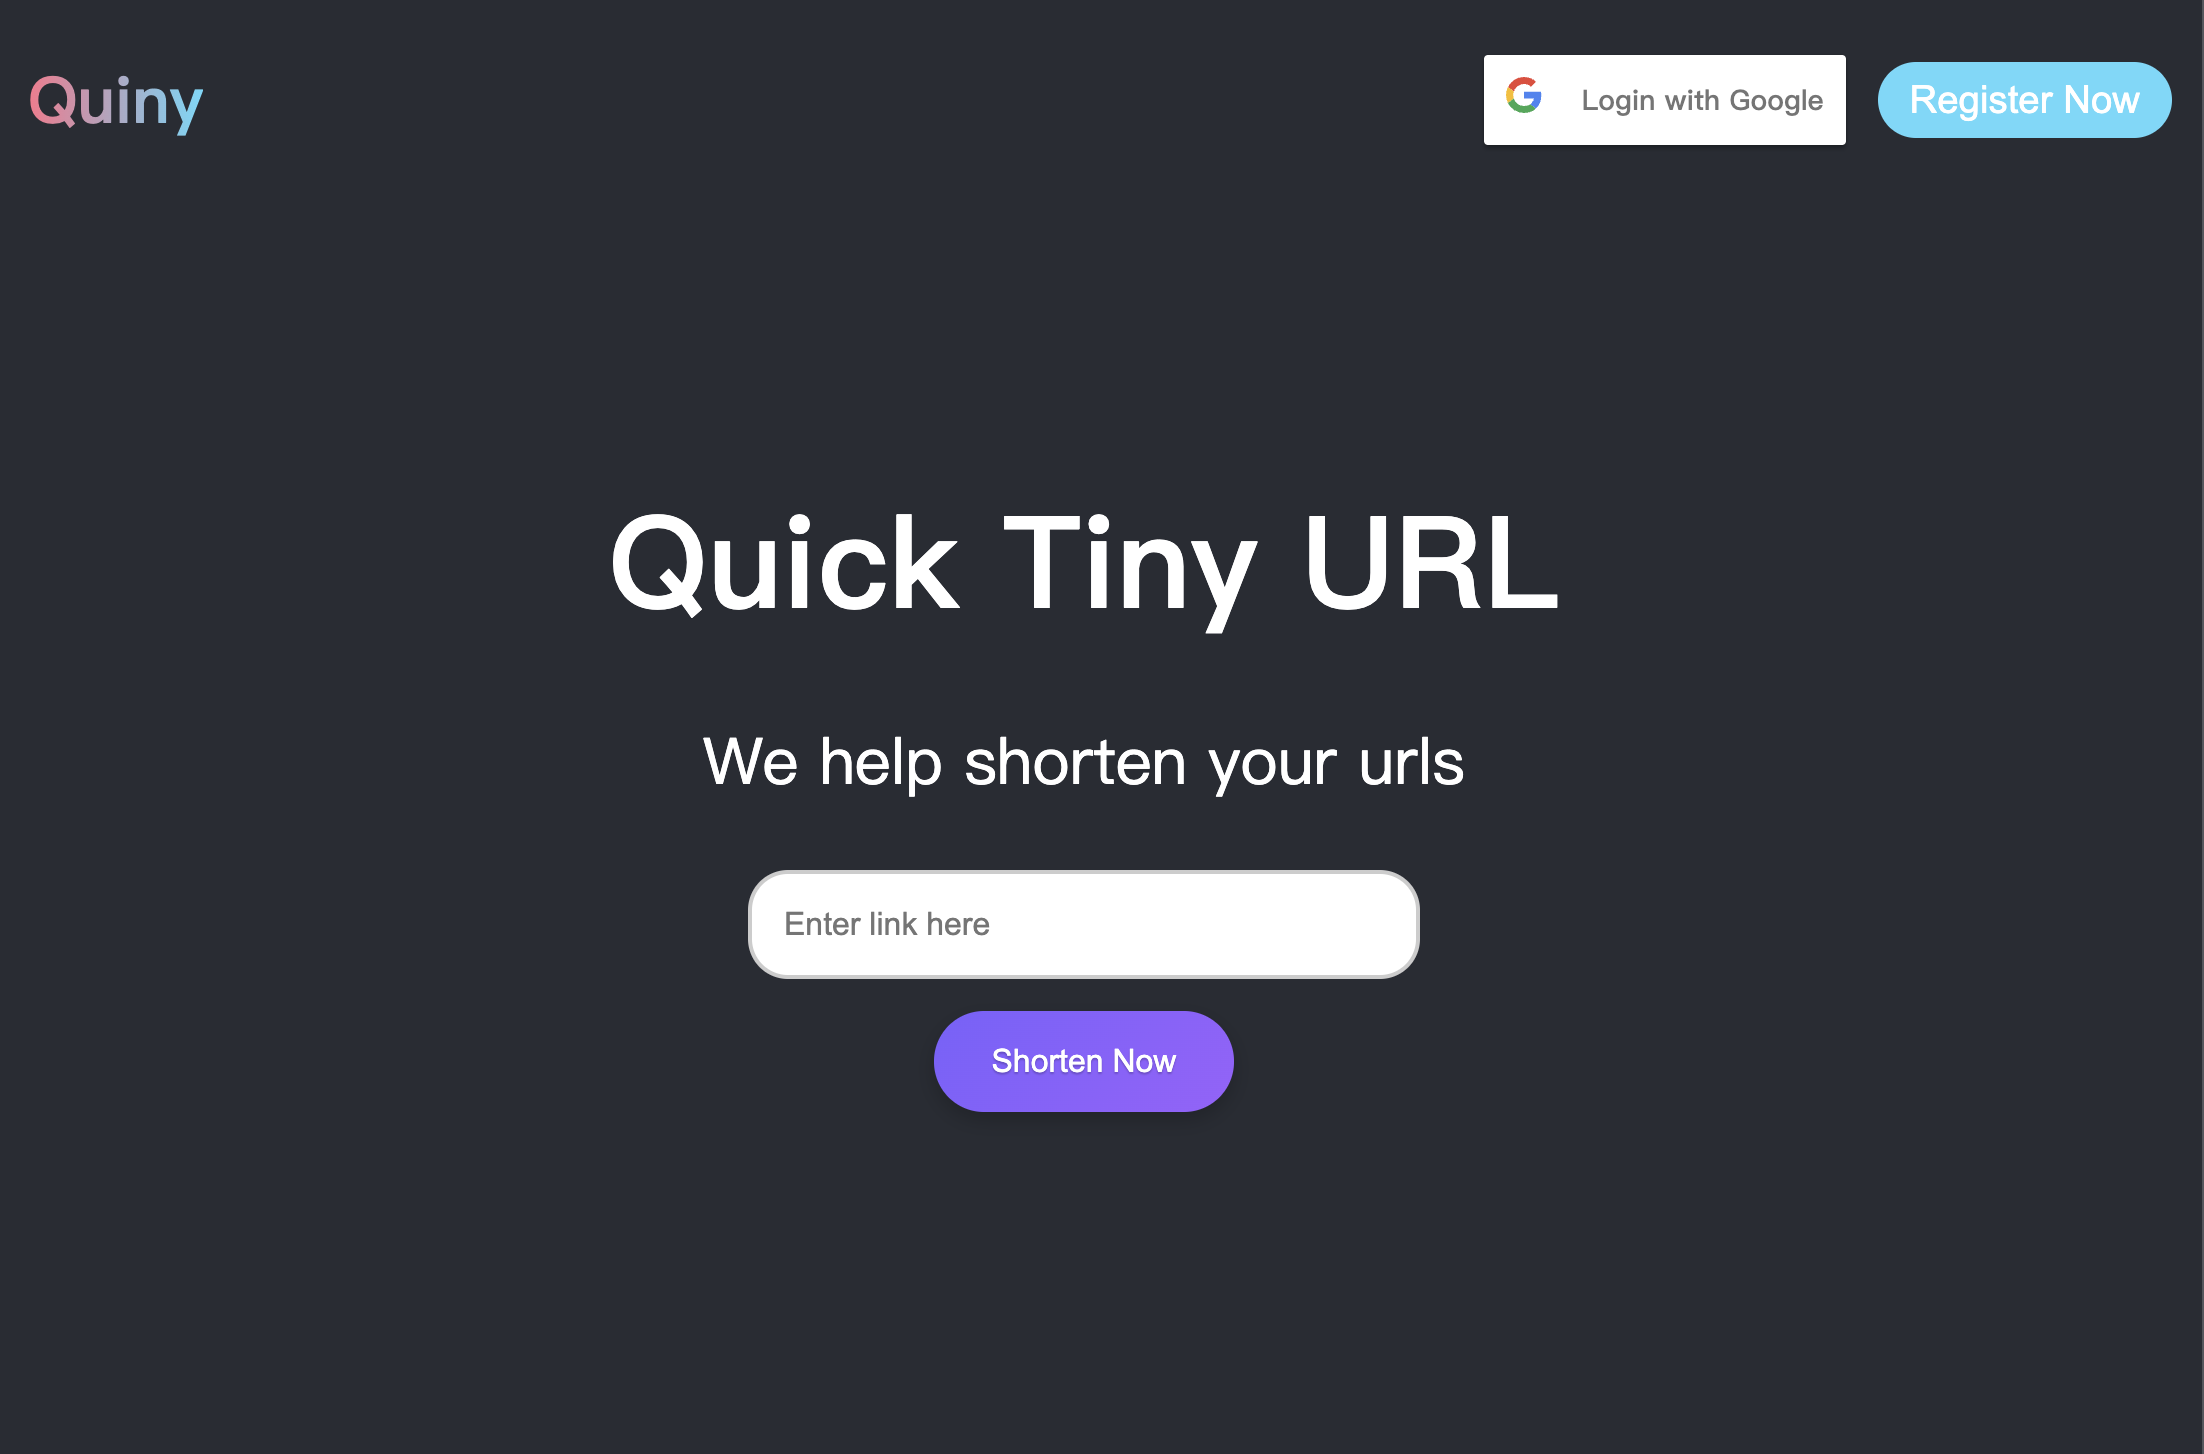 Quiny
Login with Google
Register Now
Quick Tiny URL
We help shorten your urls
Enter link here
Shorten Now